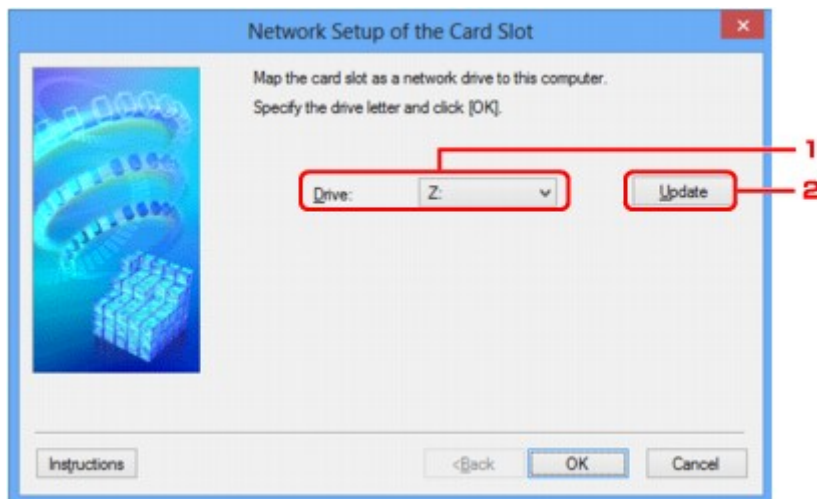 Network Setup of the Card Slot
Map the card slot as a network drive to this computer.
Specify the drive letter and click [OK].
1
Drive: Z: Update 2
Instructions <Back OK Cancel